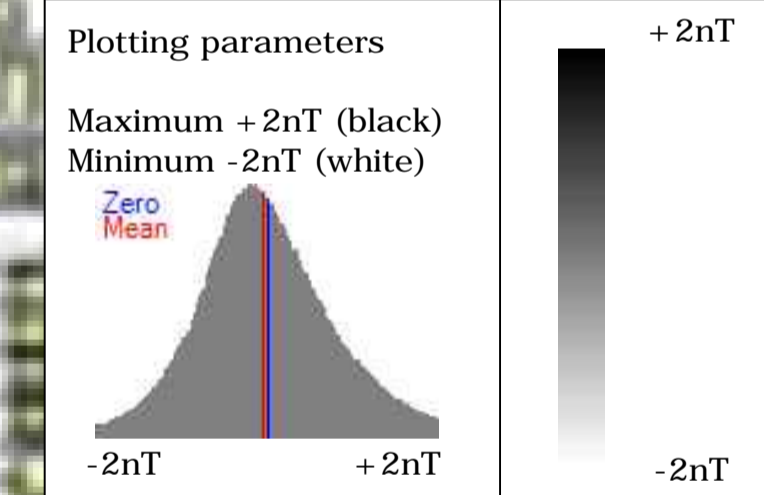 Plotting parameters
Maximum +2nT (black)
Minimum -2nT (white)
Zero
Mean
-2nT +2nT
+2nT
-2nT